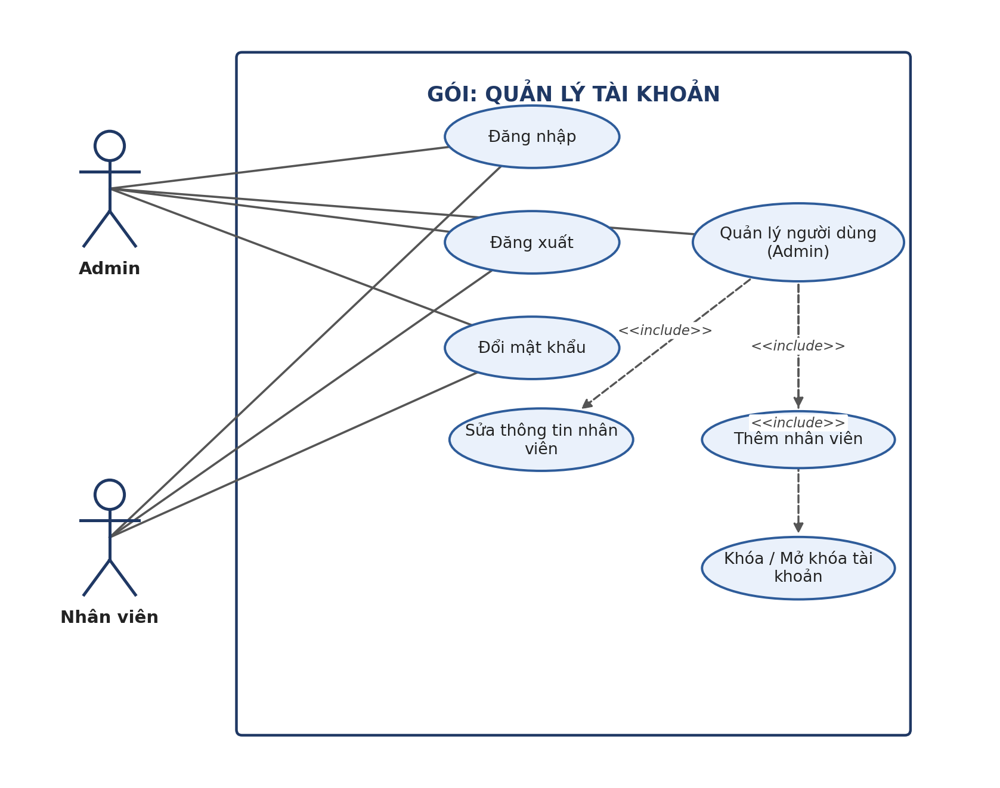 GÓI: QUẢN LÝ TÀI KHOẢN
Đăng nhập
Admin
Đăng xuất
Quản lý người dùng
(Admin)
<<include>>
<<include>>
Đổi mật khẩu
Sửa thông tin nhân
viên
<<include>>
Thêm nhân viên
Khóa / Mở khóa tài
khoản
Nhân viên